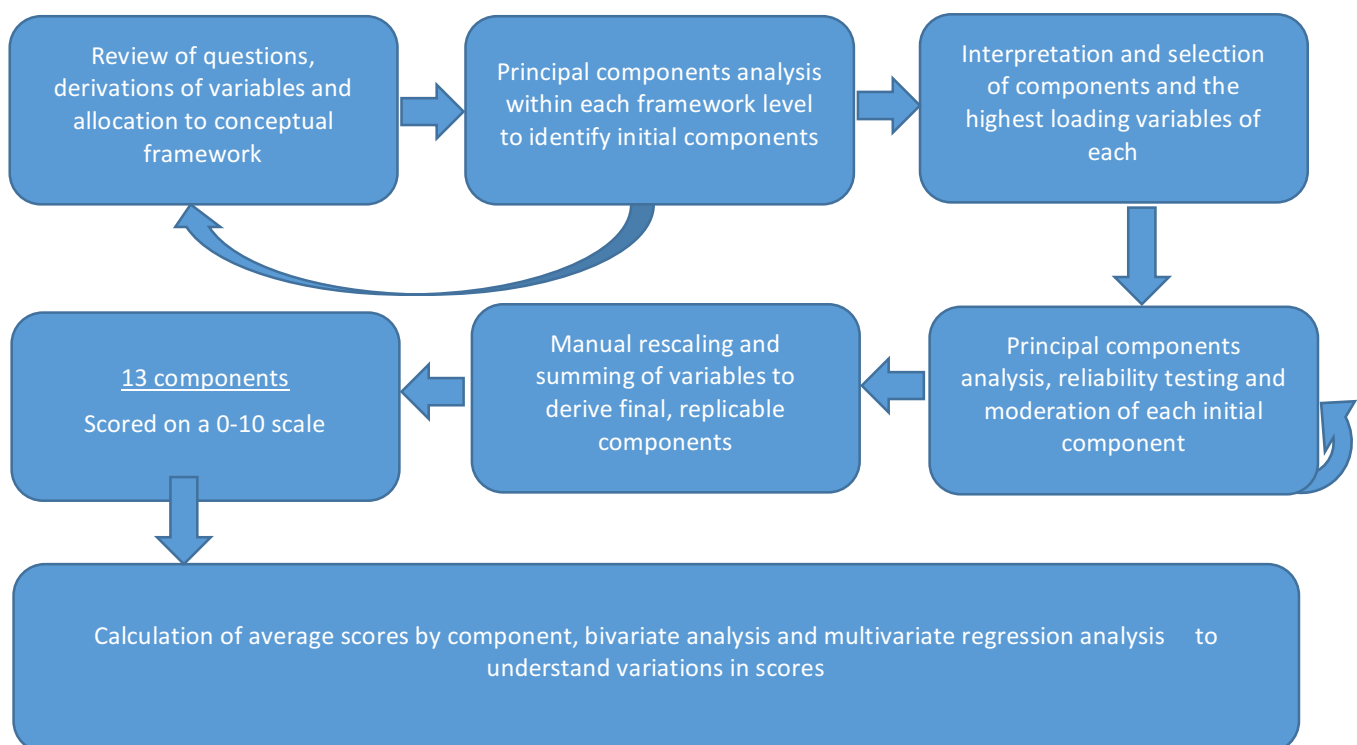 Review of questions,
derivations of variables and
allocation to conceptual
framework
Principal components analysis
within each framework level
to identify initial components
Interpretation and selection
of components and the
highest loading variables of
each
Principal components
analysis, reliability testing and
moderation of each initial
component
Manual rescaling and
summing of variables to
derive final, replicable
components
13 components
Scored on a 0-10 scale
Calculation of average scores by component, bivariate analysis and multivariate regression analysis to
understand variations in scores